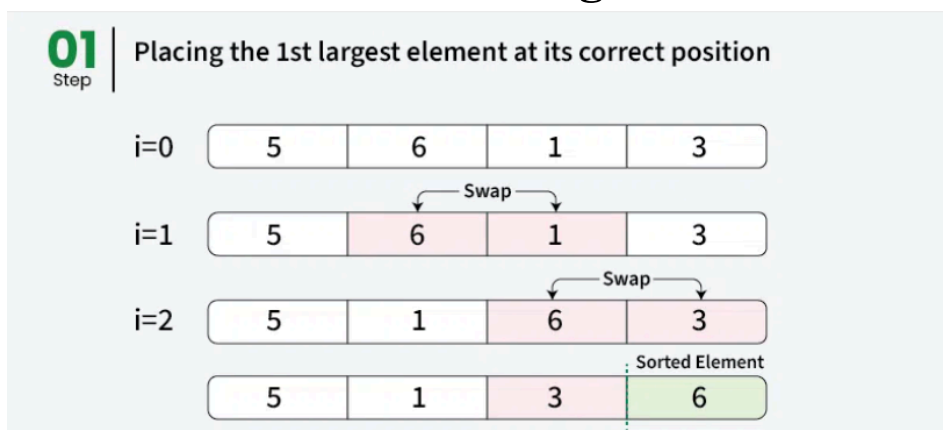 01
Step
Placing the 1st largest element at its correct position
i=0 5 6 1 3
Swap
i=1 5 6 1 3
Swap
i=2 5 1 6 3
Sorted Element
5 1 3 6